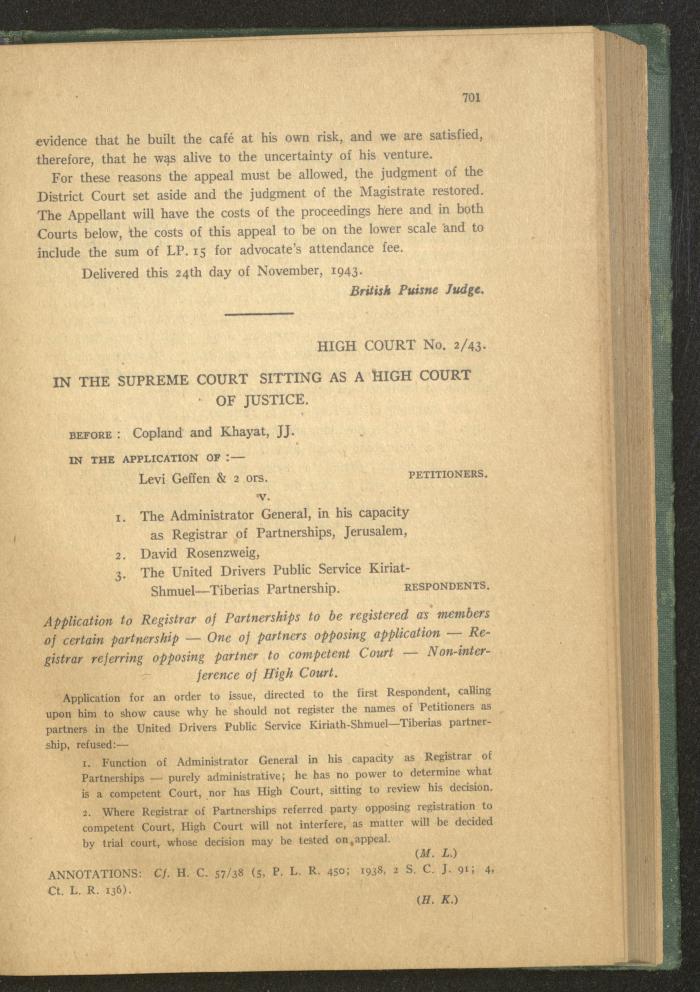 701
evidence that he built the café at his own risk, and we are satisfied,
therefore, that he was alive to the uncertainty of his venture.
For these reasons the appeal must be allowed, the judgment of the
District Court set aside and the judgment of the Magistrate restored.
The Appellant will have the costs of the proceedings here and in both
Courts below, the costs of this appeal to be on the lower scale and to
include the sum of LP. 15 for advocate's attendance fee.
Delivered this 24th day of November, 1943.
British Puisne Judge.
HIGH COURT No. 2/43.
IN THE SUPREME COURT SITTING AS A HIGH COURT
OF JUSTICE.
BEFORE : Copland and Khayat, JJ.
IN THE APPLICATION OF :—
Levi Geffen & 2 ors. PETITIONERS.
v.
1. The Administrator General, in his capacity
as Registrar of Partnerships, Jerusalem,
2. David Rosenzweig,
3. The United Drivers Public Service Kiriat-
Shmuel—Tiberias Partnership. RESPONDENTS.
Application to Registrar of Partnerships to be registered as members
of certain partnership — One of partners opposing application — Re-
gistrar referring opposing partner to competent Court — Non-inter-
ference of High Court.
Application for an order to issue, directed to the first Respondent, calling
upon him to show cause why he should not register the names of Petitioners as
partners in the United Drivers Public Service Kiriath-Shmuel—Tiberias partner-
ship, refused:—
1. Function of Administrator General in his capacity as Registrar of
Partnerships — purely administrative; he has no power to determine what
is a competent Court, nor has High Court, sitting to review his decision.
2. Where Registrar of Partnerships referred party opposing registration to
competent Court, High Court will not interfere, as matter will be decided
by trial court, whose decision may be tested on appeal.
(M. L.)
ANNOTATIONS: Cf. H. C. 57/38 (5, P. L. R. 450; 1938, 2 S. C. J. 91; 4,
Ct. L. R. 136).
(H. K.)